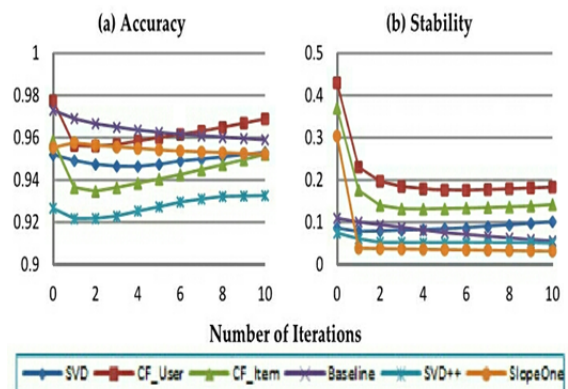 (a) Accuracy
(b) Stability
1
0.98
0.96
0.94
0.92
0.9
0 2 4 6 8 10
0.5
0.4
0.3
0.2
0.1
0
0 2 4 6 8 10
Number of Iterations
SVD CF_User CF_Item Baseline SVD++ SlopeOne